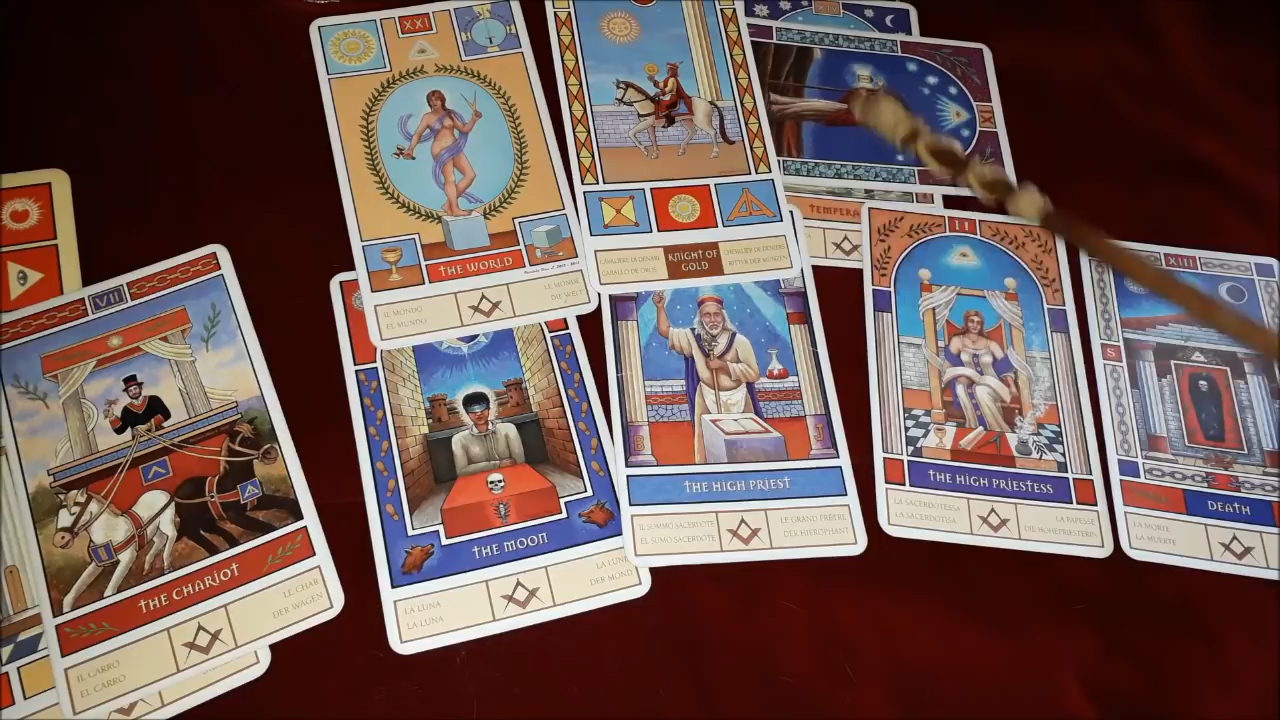 XXI
THE WORLD
IL MONDO
EL MUNDO
LE MONDE
DIE WELT
CAVALIERE DI DENARI
CABALLO DE OROS
KNIGHT OF
GOLD
CHEVALIER DE DENIERS
RITTER DER MÜNZEN
XIV
TEMPERA
IX
VII
THE CHARIOT
IL CARRO
EL CARRO
LE CHAR
DER WAGEN
THE MOON
LA LUNA
LA LUNA
LA LUNE
DER MOND
B
J
THE HIGH PRIEST
IL SOMMO SACERDOTE
EL SUMO SACERDOTE
LE GRAND PRÊTRE
DER HIEROPHANT
II
THE HIGH PRIESTESS
LA SACERDOTESSA
LA SACERDOTISA
LA PAPESSE
DIE HOHEPRIESTERIN
XIII
S
DEATH
LA MORTE
LA MUERTE